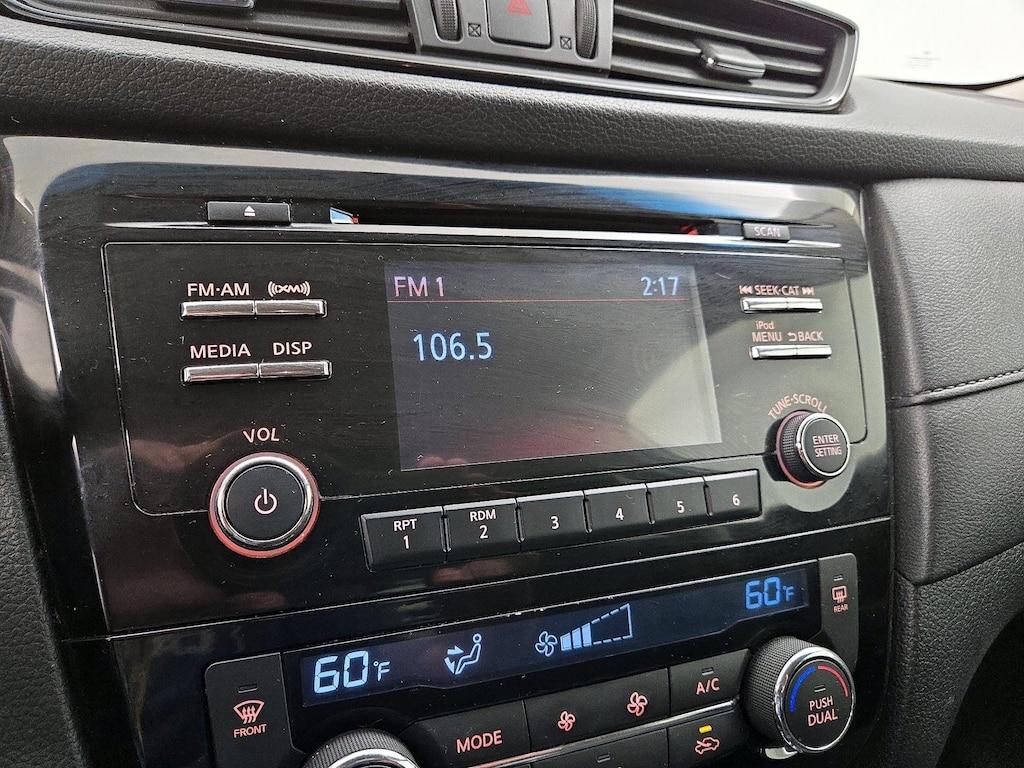 SCAN
FM·AM (((XM)))
FM 1 2:17
SEEK·CAT
106.5
iPod
MENU BACK
MEDIA DISP
TUNE·SCROLL
VOL
ENTER
SETTING
RPT
1
RDM
2
3
4
5
6
60°F
REAR
60°F
FRONT
MODE
A/C
PUSH
DUAL